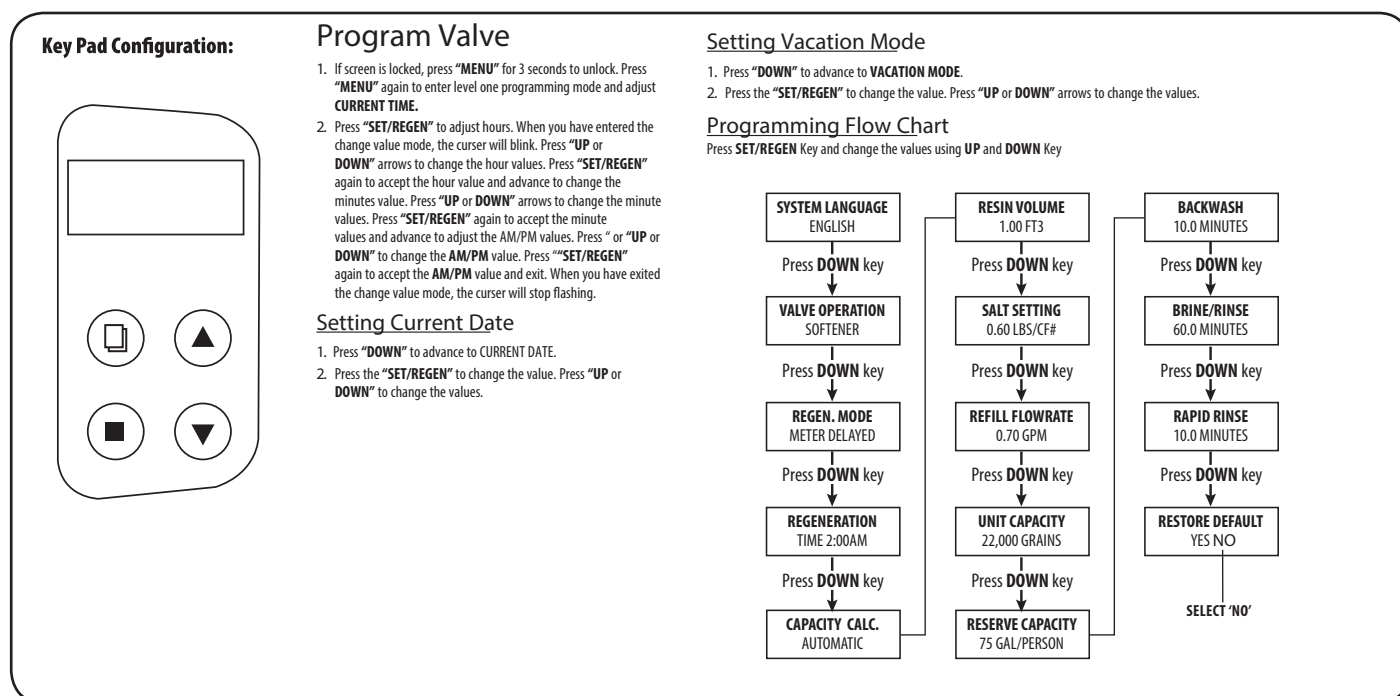 Key Pad Configuration:
Program Valve
1. If screen is locked, press “MENU” for 3 seconds to unlock. Press
“MENU” again to enter level one programming mode and adjust
CURRENT TIME.
2. Press “SET/REGEN” to adjust hours. When you have entered the
change value mode, the curser will blink. Press “UP or
DOWN” arrows to change the hour values. Press “SET/REGEN”
again to accept the hour value and advance to change the
minutes value. Press “UP or DOWN” arrows to change the minute
values. Press “SET/REGEN” again to accept the minute
values and advance to adjust the AM/PM values. Press “ or “UP or
DOWN” to change the AM/PM value. Press ““SET/REGEN”
again to accept the AM/PM value and exit. When you have exited
the change value mode, the curser will stop flashing.
Setting Current Date
1. Press “DOWN” to advance to CURRENT DATE.
2. Press the “SET/REGEN” to change the value. Press “UP or
DOWN” to change the values.
Setting Vacation Mode
1. Press “DOWN” to advance to VACATION MODE.
2. Press the “SET/REGEN” to change the value. Press “UP or DOWN” arrows to change the values.
Programming Flow Chart
Press SET/REGEN Key and change the values using UP and DOWN Key
SYSTEM LANGUAGE
ENGLISH
Press DOWN key
VALVE OPERATION
SOFTENER
Press DOWN key
REGEN. MODE
METER DELAYED
Press DOWN key
REGENERATION
TIME 2:00AM
Press DOWN key
CAPACITY CALC.
AUTOMATIC
RESIN VOLUME
1.00 FT3
Press DOWN key
SALT SETTING
0.60 LBS/CF#
Press DOWN key
REFILL FLOWRATE
0.70 GPM
Press DOWN key
UNIT CAPACITY
22,000 GRAINS
Press DOWN key
RESERVE CAPACITY
75 GAL/PERSON
BACKWASH
10.0 MINUTES
Press DOWN key
BRINE/RINSE
60.0 MINUTES
Press DOWN key
RAPID RINSE
10.0 MINUTES
Press DOWN key
RESTORE DEFAULT
YES NO
SELECT ‘NO’